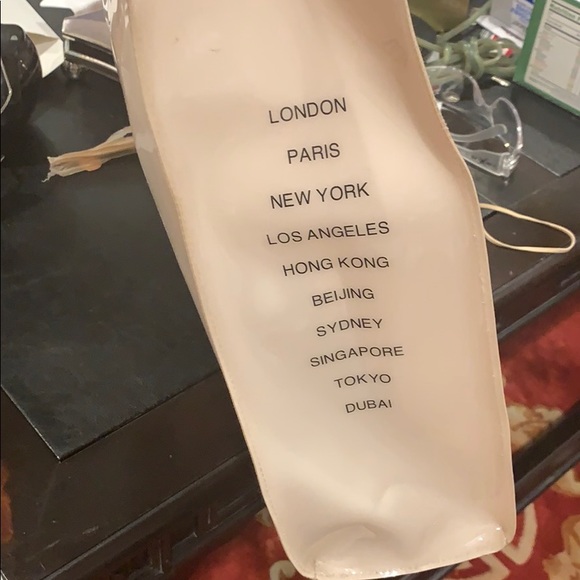 LONDON
PARIS
NEW YORK
LOS ANGELES
HONG KONG
BEIJING
SYDNEY
SINGAPORE
TOKYO
DUBAI